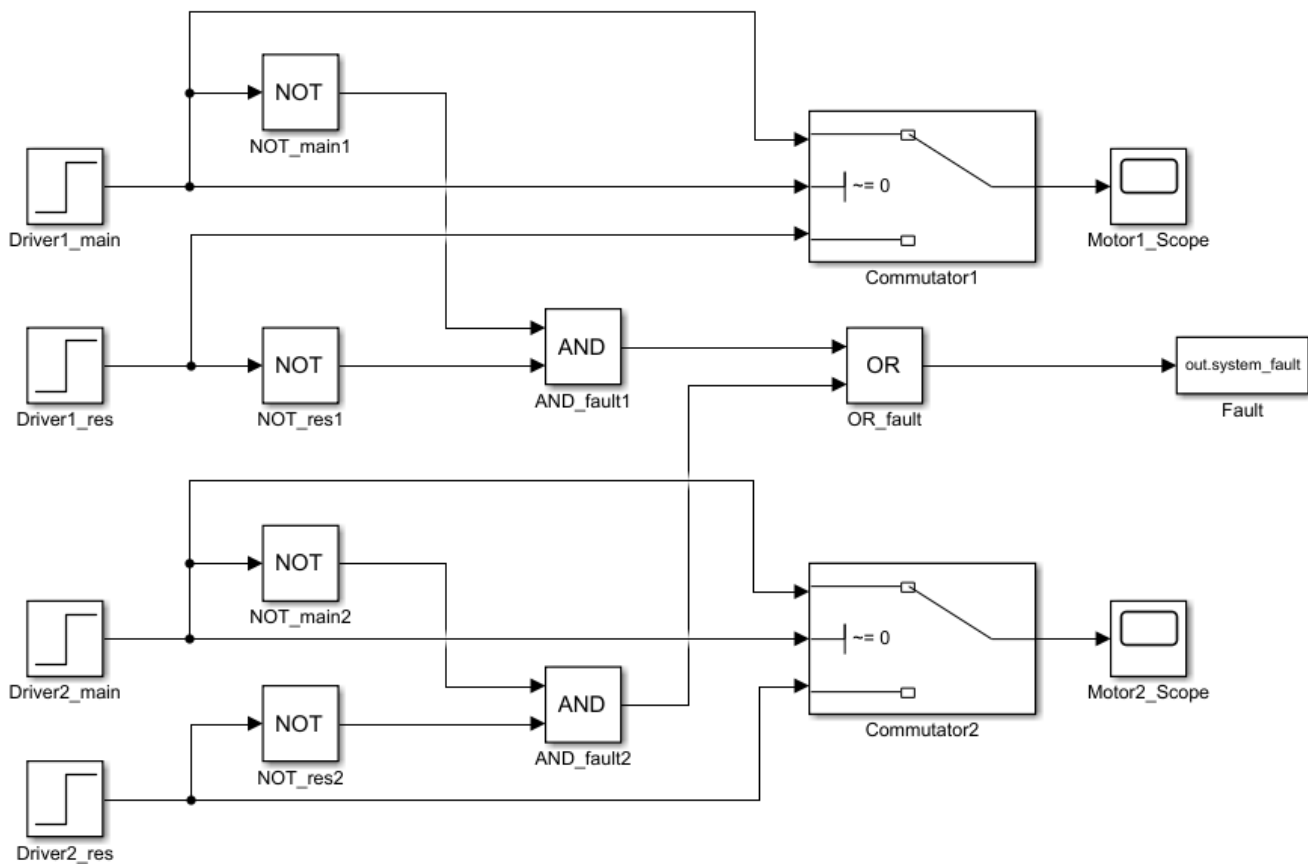 NOT
NOT_main1
Driver1_main
~= 0
Commutator1
Motor1_Scope
Driver1_res
NOT
NOT_res1
AND
AND_fault1
OR
OR_fault
out.system_fault
Fault
NOT
NOT_main2
Driver2_main
~= 0
Commutator2
Motor2_Scope
NOT
NOT_res2
AND
AND_fault2
Driver2_res